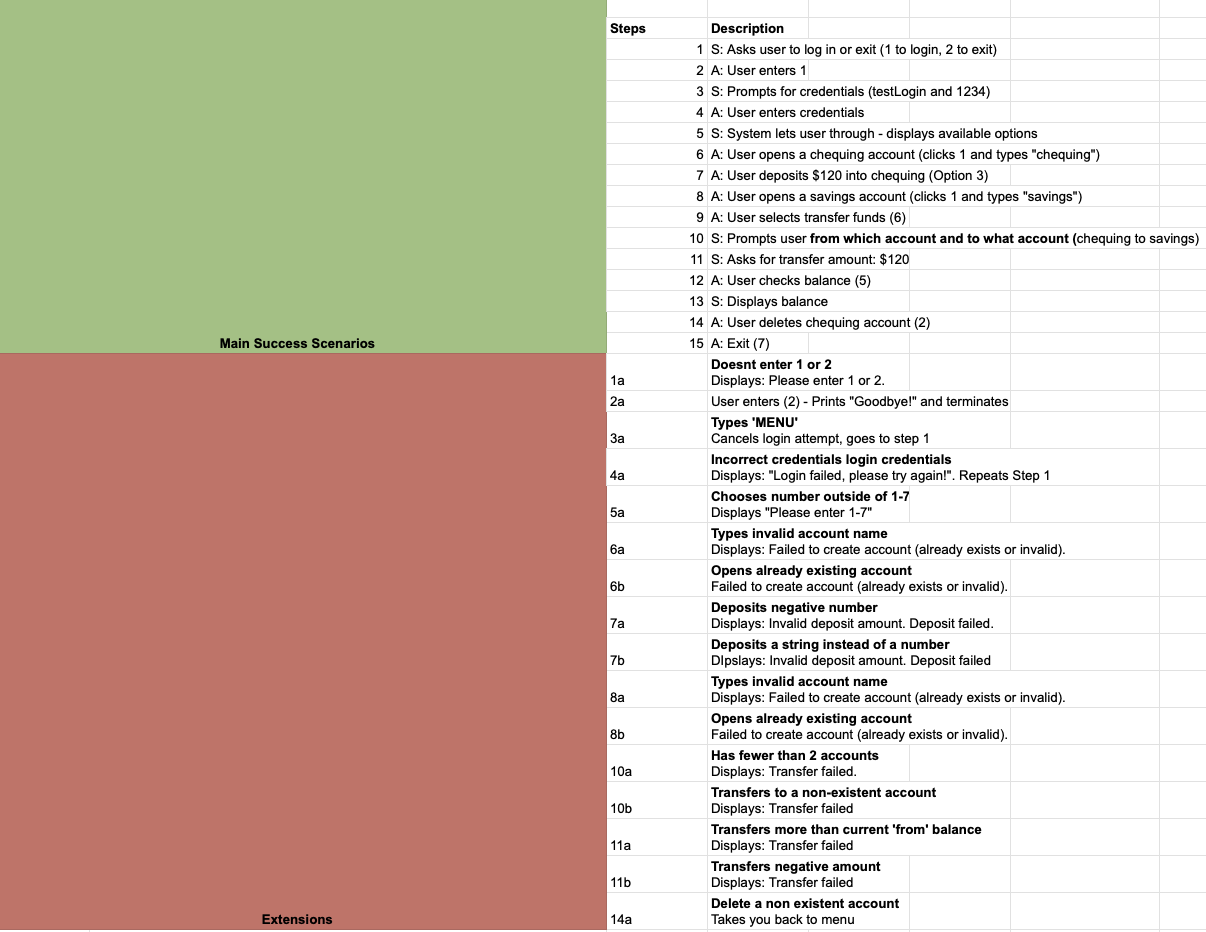 Steps Description
1 S: Asks user to log in or exit (1 to login, 2 to exit)
2 A: User enters 1
3 S: Prompts for credentials (testLogin and 1234)
4 A: User enters credentials
5 S: System lets user through - displays available options
6 A: User opens a chequing account (clicks 1 and types "chequing")
7 A: User deposits $120 into chequing (Option 3)
8 A: User opens a savings account (clicks 1 and types "savings")
9 A: User selects transfer funds (6)
10 S: Prompts user from which account and to what account (chequing to savings)
11 S: Asks for transfer amount: $120
12 A: User checks balance (5)
13 S: Displays balance
14 A: User deletes chequing account (2)
Main Success Scenarios 15 A: Exit (7)
Doesnt enter 1 or 2
1a Displays: Please enter 1 or 2.
2a User enters (2) - Prints "Goodbye!" and terminates
Types 'MENU'
3a Cancels login attempt, goes to step 1
Incorrect credentials login credentials
4a Displays: "Login failed, please try again!". Repeats Step 1
Chooses number outside of 1-7
5a Displays "Please enter 1-7"
Types invalid account name
6a Displays: Failed to create account (already exists or invalid).
Opens already existing account
6b Failed to create account (already exists or invalid).
Deposits negative number
7a Displays: Invalid deposit amount. Deposit failed.
Deposits a string instead of a number
7b DIpslays: Invalid deposit amount. Deposit failed
Types invalid account name
8a Displays: Failed to create account (already exists or invalid).
Opens already existing account
8b Failed to create account (already exists or invalid).
Has fewer than 2 accounts
10a Displays: Transfer failed.
Transfers to a non-existent account
10b Displays: Transfer failed
Transfers more than current 'from' balance
11a Displays: Transfer failed
Transfers negative amount
11b Displays: Transfer failed
Delete a non existent account
Extensions 14a Takes you back to menu